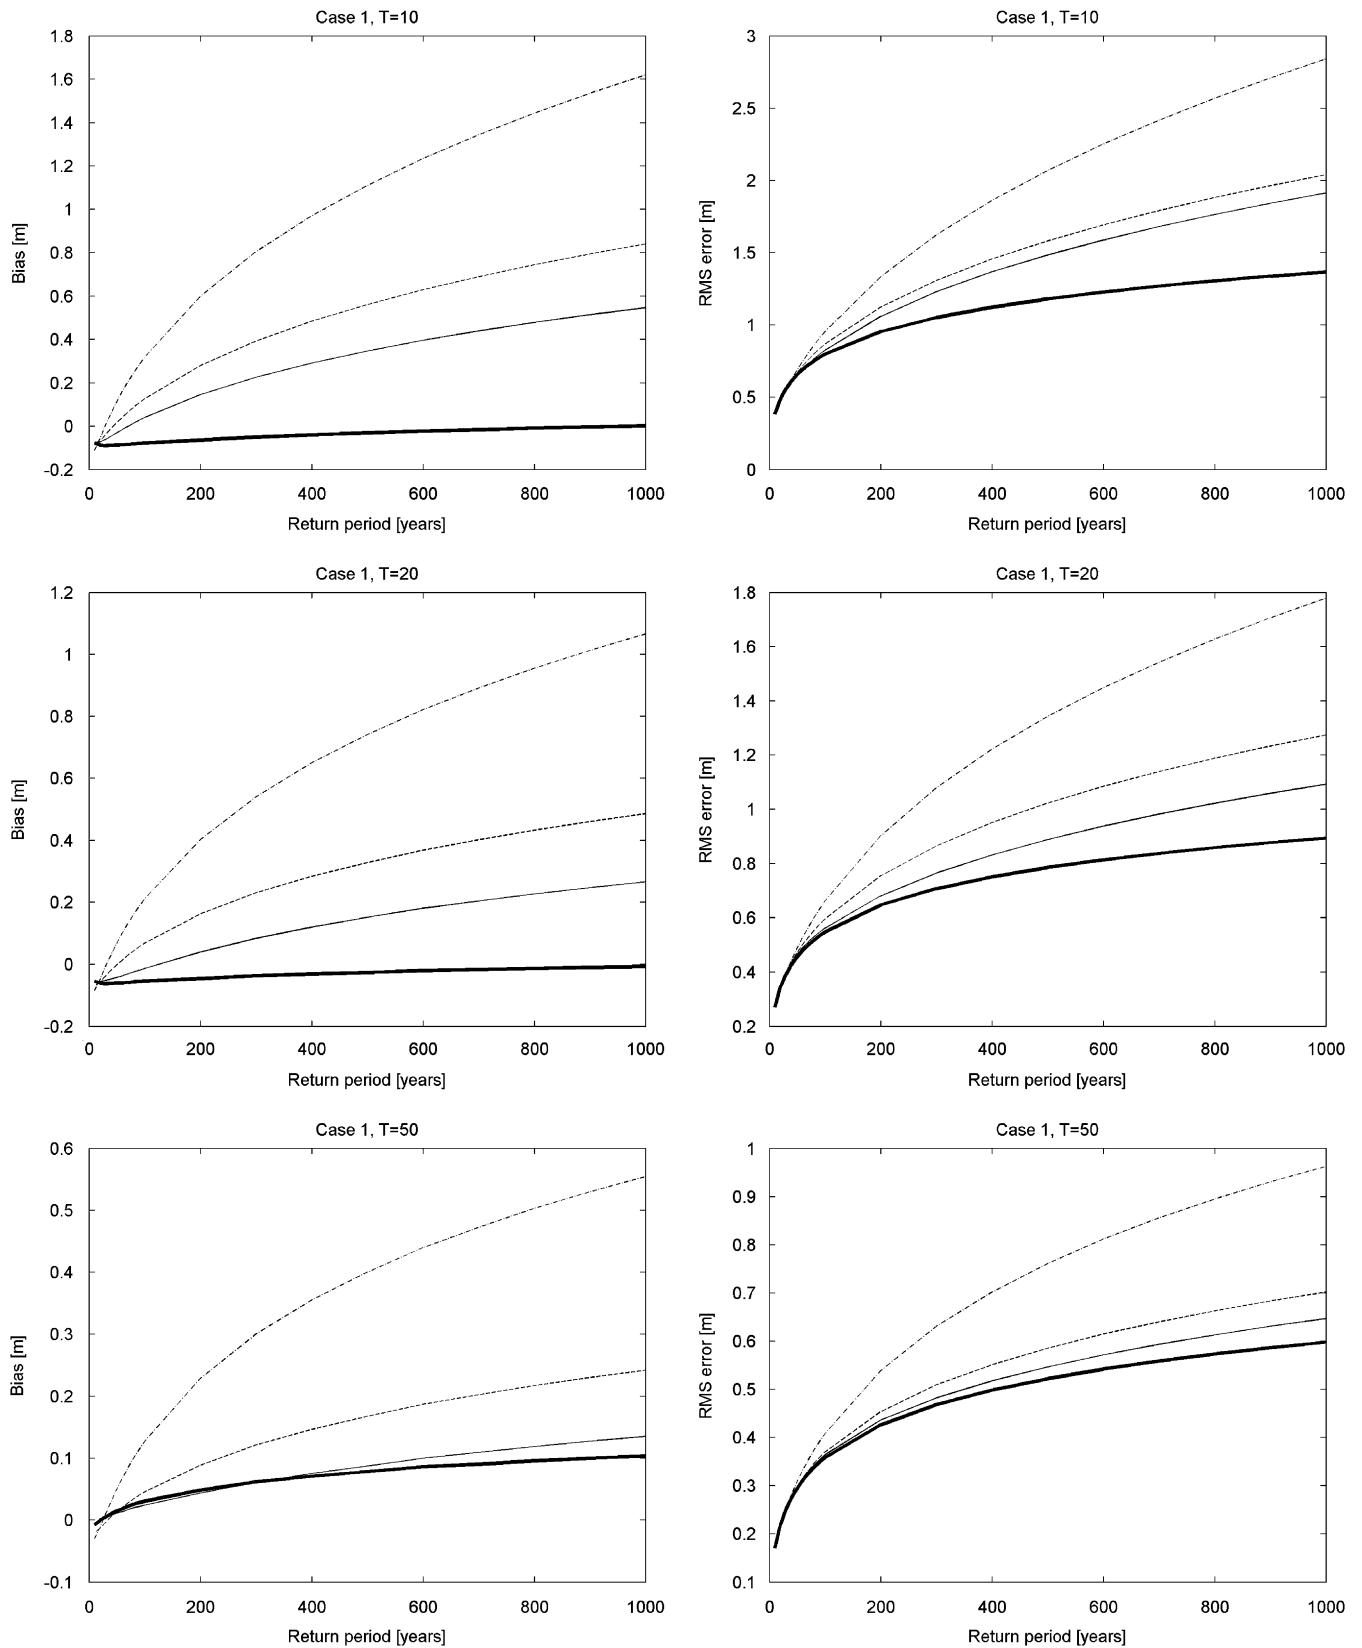 Case 1, T=10
1.8
1.6
1.4
1.2
1
0.8
0.6
0.4
0.2
0
-0.2
Bias [m]
0 200 400 600 800 1000
Return period [years]
Case 1, T=10
3
2.5
2
1.5
1
0.5
0
RMS error [m]
0 200 400 600 800 1000
Return period [years]
Case 1, T=20
1.2
1
0.8
0.6
0.4
0.2
0
-0.2
Bias [m]
0 200 400 600 800 1000
Return period [years]
Case 1, T=20
1.8
1.6
1.4
1.2
1
0.8
0.6
0.4
0.2
RMS error [m]
0 200 400 600 800 1000
Return period [years]
Case 1, T=50
0.6
0.5
0.4
0.3
0.2
0.1
0
-0.1
Bias [m]
0 200 400 600 800 1000
Return period [years]
Case 1, T=50
1
0.9
0.8
0.7
0.6
0.5
0.4
0.3
0.2
0.1
RMS error [m]
0 200 400 600 800 1000
Return period [years]